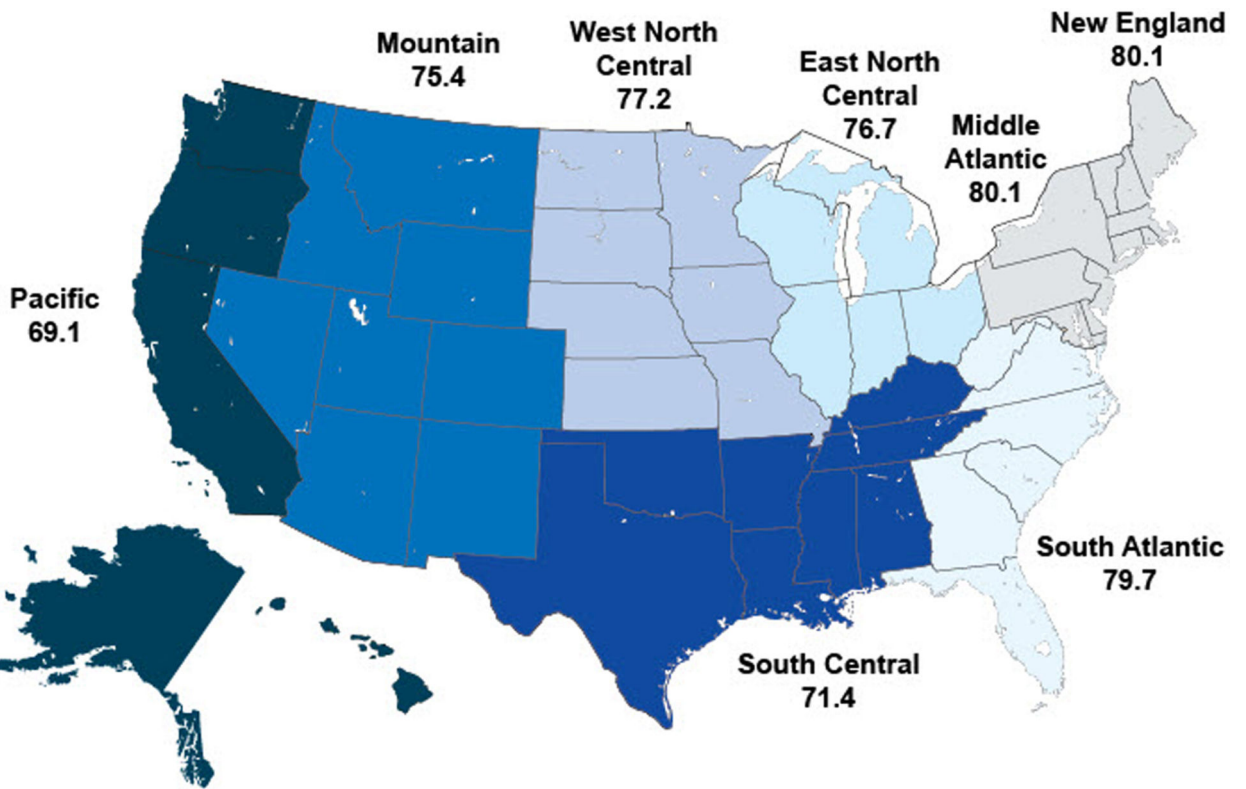 New England
80.1
West North
Central
77.2
Mountain
75.4
East North
Central
76.7
Middle
Atlantic
80.1
Pacific
69.1
South Atlantic
79.7
South Central
71.4